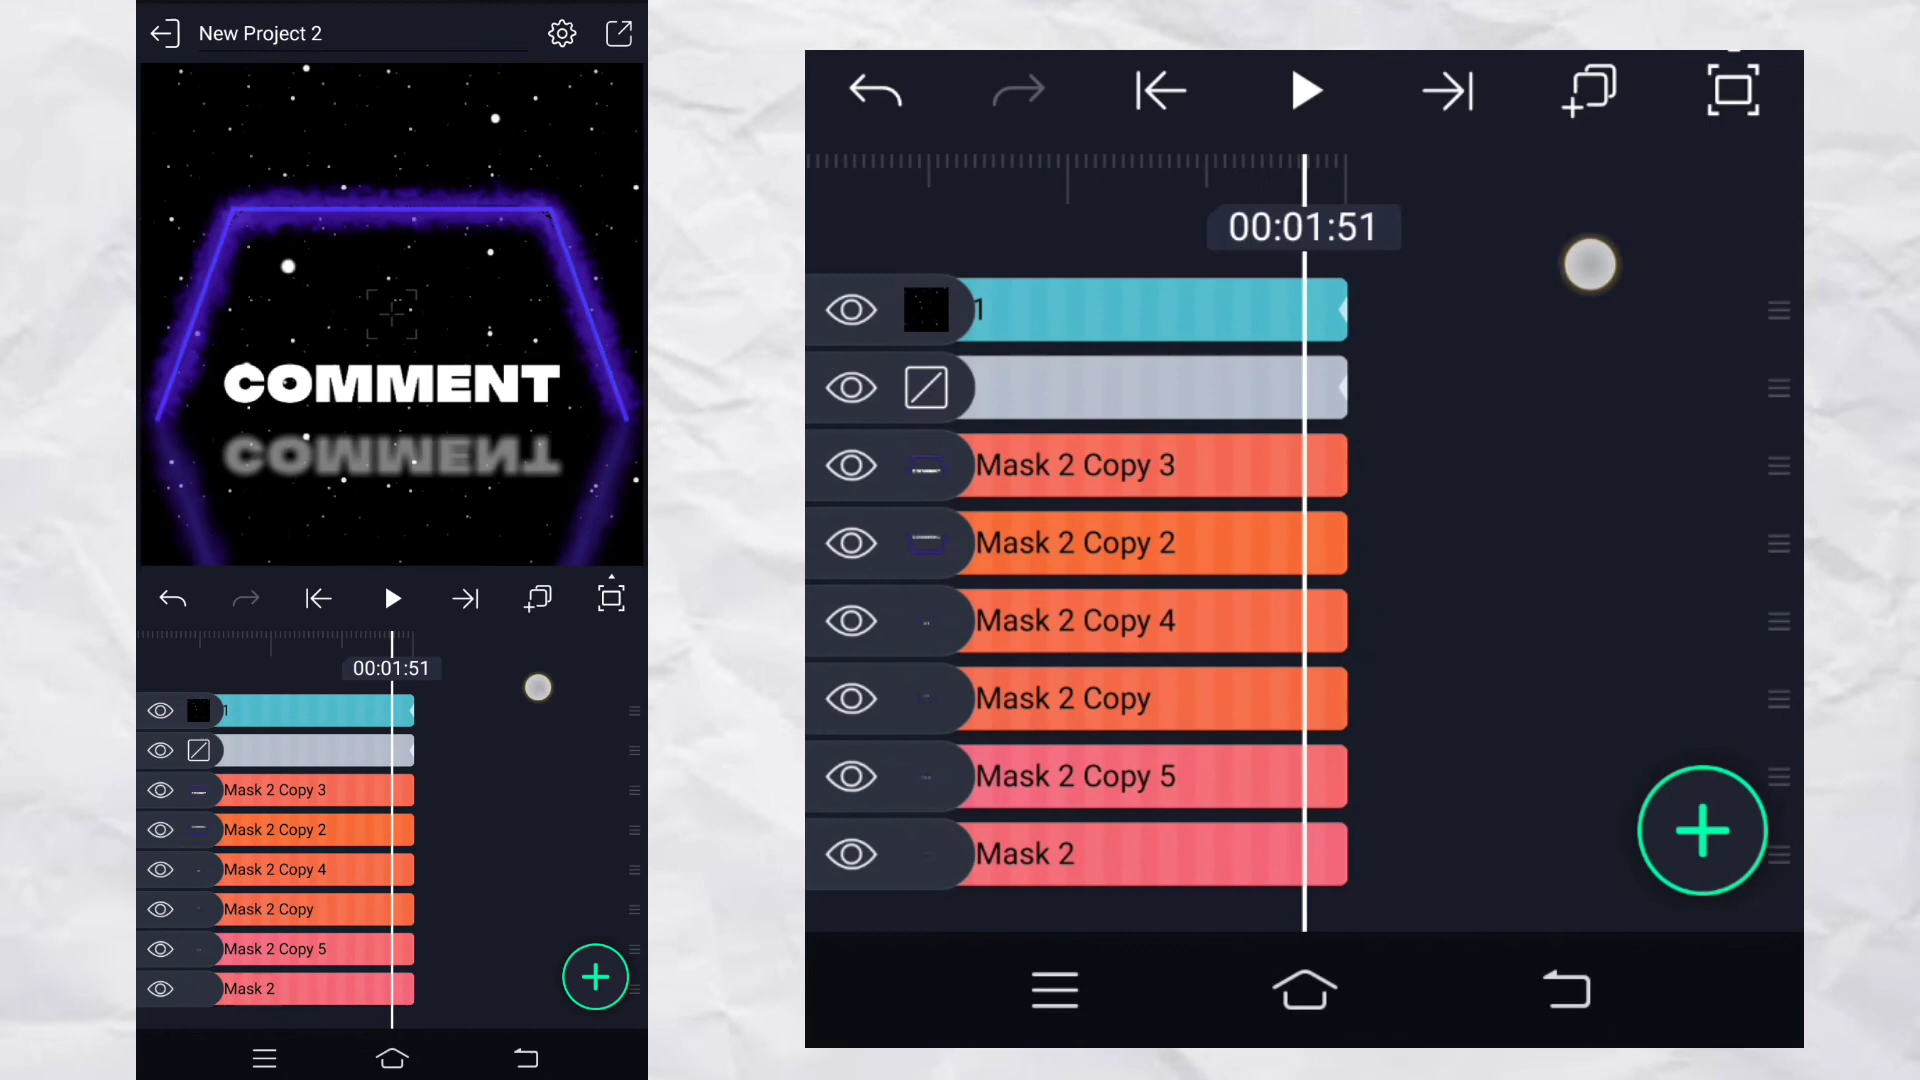 New Project 2
COMMENT
COMMENT
00:01:51
1
Mask 2 Copy 3
Mask 2 Copy 2
Mask 2 Copy 4
Mask 2 Copy
Mask 2 Copy 5
Mask 2
00:01:51
1
Mask 2 Copy 3
Mask 2 Copy 2
Mask 2 Copy 4
Mask 2 Copy
Mask 2 Copy 5
Mask 2